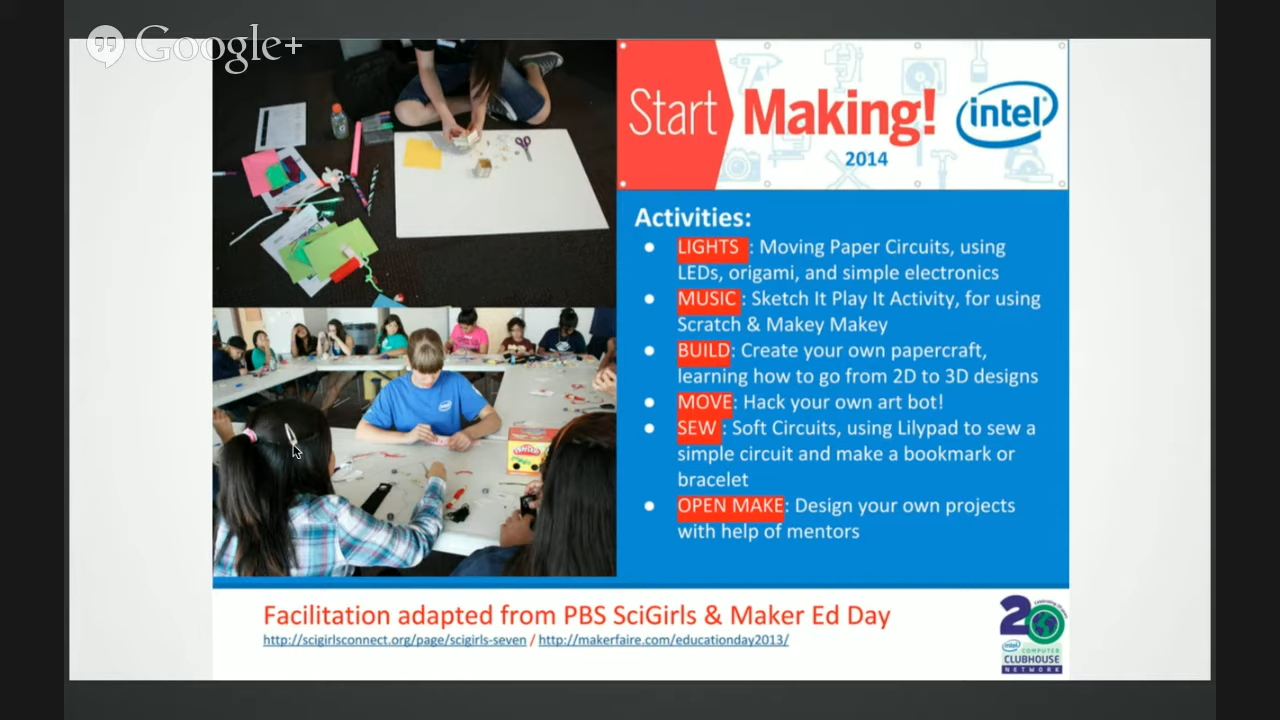 Google+
Start Making!
intel
2014
Activities:
● LIGHTS : Moving Paper Circuits, using
LEDs, origami, and simple electronics
● MUSIC : Sketch It Play It Activity, for using
Scratch & Makey Makey
● BUILD: Create your own papercraft,
learning how to go from 2D to 3D designs
● MOVE: Hack your own art bot!
● SEW : Soft Circuits, using Lilypad to sew a
simple circuit and make a bookmark or
bracelet
● OPEN MAKE: Design your own projects
with help of mentors
Play-Doh
Facilitation adapted from PBS SciGirls & Maker Ed Day
http://scigirlsconnect.org/page/scigirls-seven / http://makerfaire.com/educationday2013/
20
intel
COMPUTER
CLUBHOUSE
NETWORK